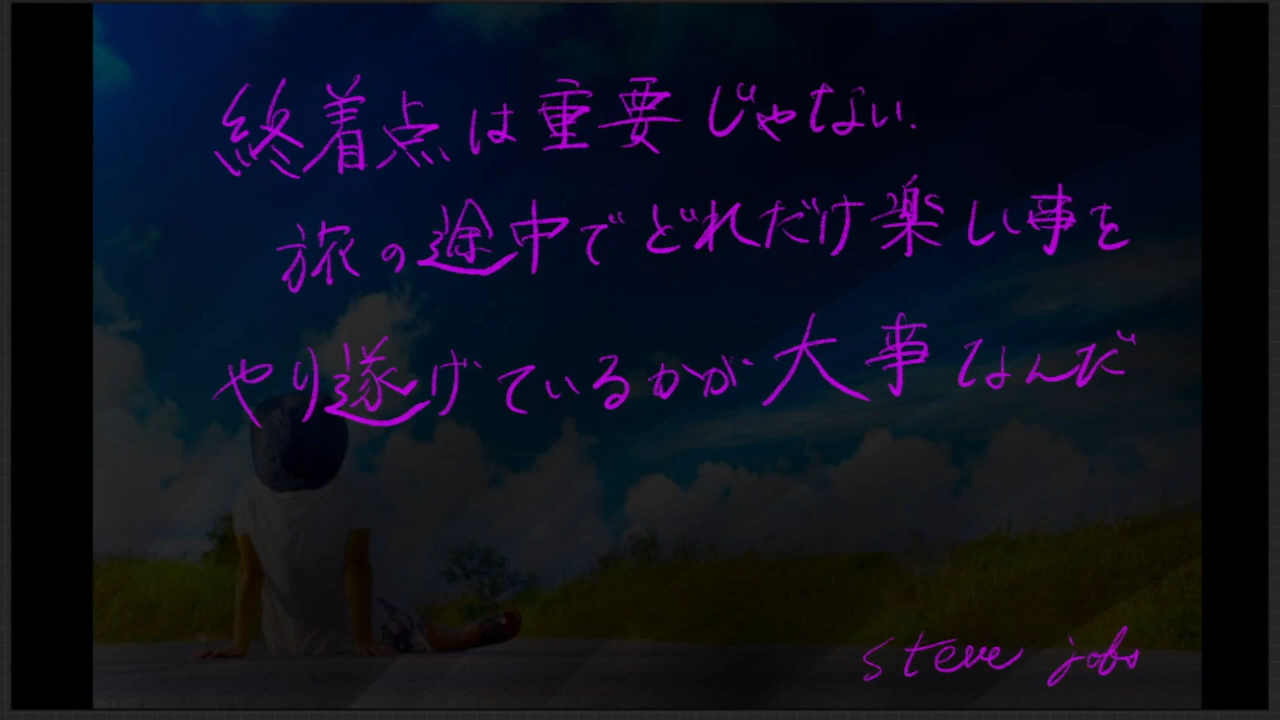 終着点は重要じゃない.
旅の途中でどれだけ楽しい事を
やり遂げているかが大事なんだ
steve jobs